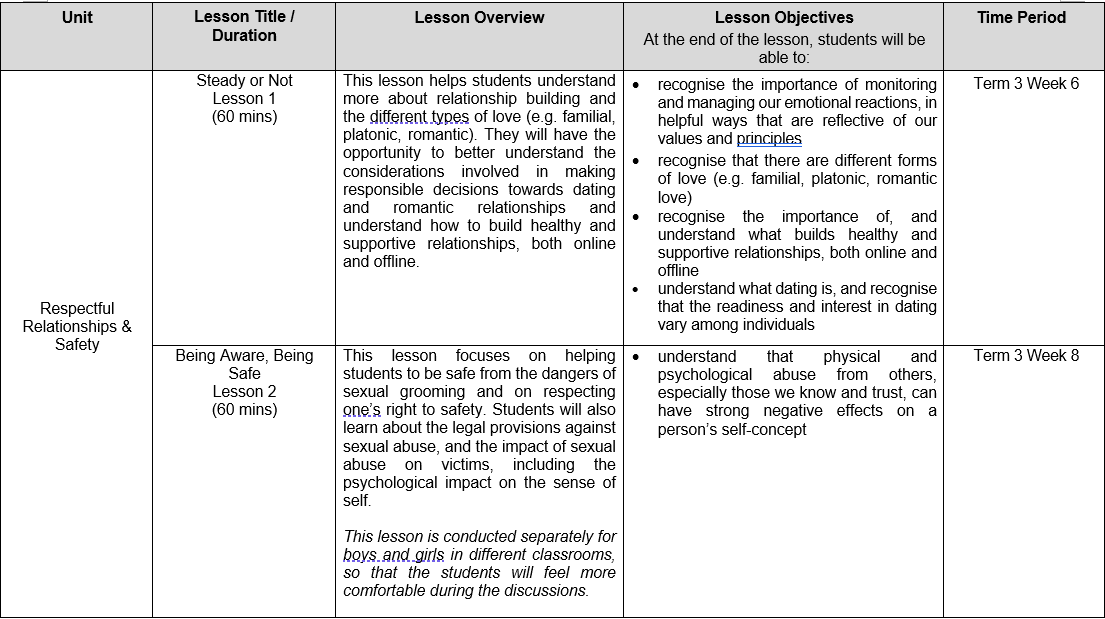 Unit
Lesson Title /
Duration
Lesson Overview
Lesson Objectives
At the end of the lesson, students will be
able to:
Time Period
Respectful
Relationships &
Safety
Steady or Not
Lesson 1
(60 mins)
This lesson helps students understand
more about relationship building and
the different types of love (e.g. familial,
platonic, romantic). They will have the
opportunity to better understand the
considerations involved in making
responsible decisions towards dating
and romantic relationships and
understand how to build healthy and
supportive relationships, both online
and offline.
• recognise the importance of monitoring
and managing our emotional reactions, in
helpful ways that are reflective of our
values and principles
• recognise that there are different forms
of love (e.g. familial, platonic, romantic
love)
• recognise the importance of, and
understand what builds healthy and
supportive relationships, both online and
offline
• understand what dating is, and recognise
that the readiness and interest in dating
vary among individuals
Term 3 Week 6
Being Aware, Being
Safe
Lesson 2
(60 mins)
This lesson focuses on helping
students to be safe from the dangers of
sexual grooming and on respecting
one's right to safety. Students will also
learn about the legal provisions against
sexual abuse, and the impact of sexual
abuse on victims, including the
psychological impact on the sense of
self.
This lesson is conducted separately for
boys and girls in different classrooms,
so that the students will feel more
comfortable during the discussions.
• understand that physical and
psychological abuse from others,
especially those we know and trust, can
have strong negative effects on a
person's self-concept
Term 3 Week 8